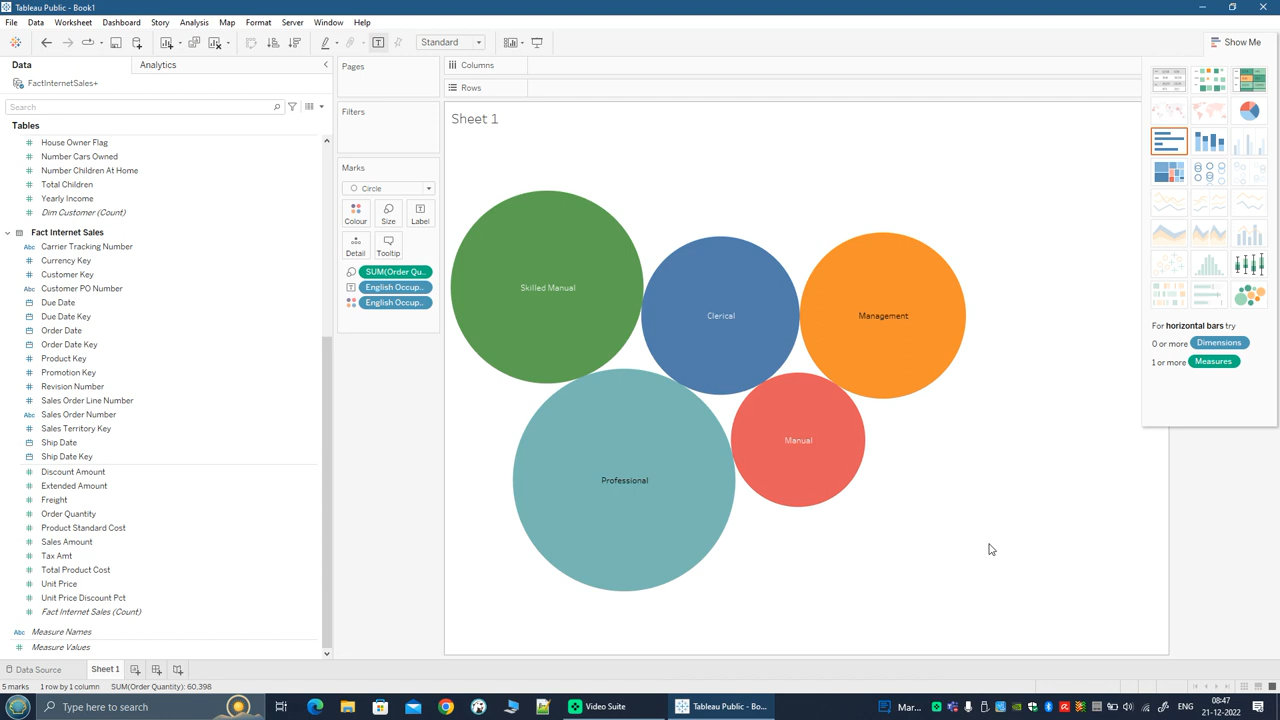 Tableau Public - Book1
File Data Worksheet Dashboard Story Analysis Map Format Server Window Help
Standard
Show Me
Data Analytics
FactInternetSales+
Search
Tables
House Owner Flag
Number Cars Owned
Number Children At Home
Total Children
Yearly Income
Dim Customer (Count)
Fact Internet Sales
Abc Carrier Tracking Number
Currency Key
Customer Key
Abc Customer PO Number
Due Date
Due Date Key
Order Date
Order Date Key
Product Key
Promotion Key
Revision Number
Sales Order Line Number
Abc Sales Order Number
Sales Territory Key
Ship Date
Ship Date Key
Discount Amount
Extended Amount
Freight
Order Quantity
Product Standard Cost
Sales Amount
Tax Amt
Total Product Cost
Unit Price
Unit Price Discount Pct
Fact Internet Sales (Count)
Abc Measure Names
Measure Values
Pages
Filters
Marks
Circle
Colour Size Label
Detail Tooltip
SUM(Order Qu..
English Occup..
English Occup..
Columns
Rows
Sheet 1
Skilled Manual
Clerical
Management
Manual
Professional
For horizontal bars try
0 or more Dimensions
1 or more Measures
Data Source Sheet 1
5 marks 1 row by 1 column SUM(Order Quantity): 60,398
Type here to search
Video Suite
Tableau Public - Bo...
Mar...
ENG
08:47
21-12-2022